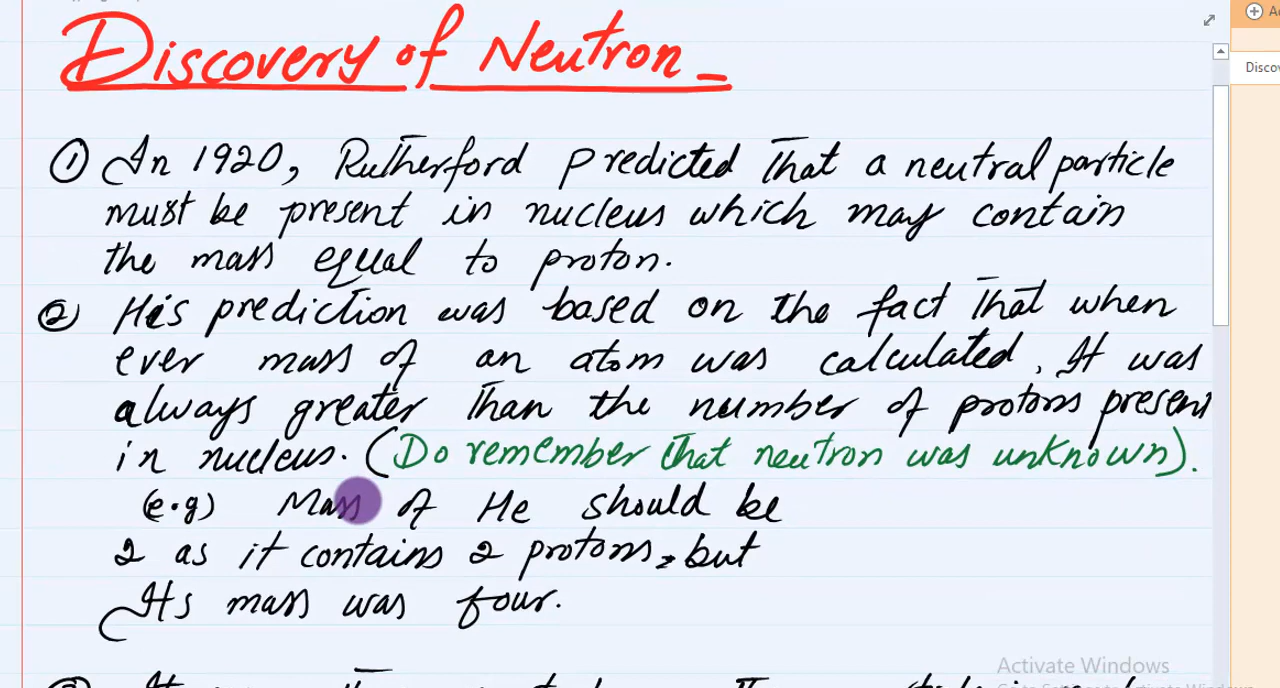 Discovery of Neutron
① In 1920, Rutherford predicted that a neutral particle
must be present in nucleus which may contain
the mass equal to proton.
② His prediction was based on the fact that when
ever mass of an atom was calculated, It was
always greater than the number of protons present
in nucleus. (Do remember that neutron was unknown).
(e.g) Mass of He should be
2 as it contains 2 protons, but
Its mass was four.
Discov
Activate Windows